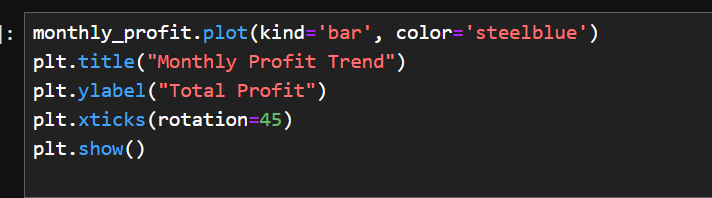 ]:
monthly_profit.plot(kind='bar', color='steelblue')
plt.title("Monthly Profit Trend")
plt.ylabel("Total Profit")
plt.xticks(rotation=45)
plt.show()